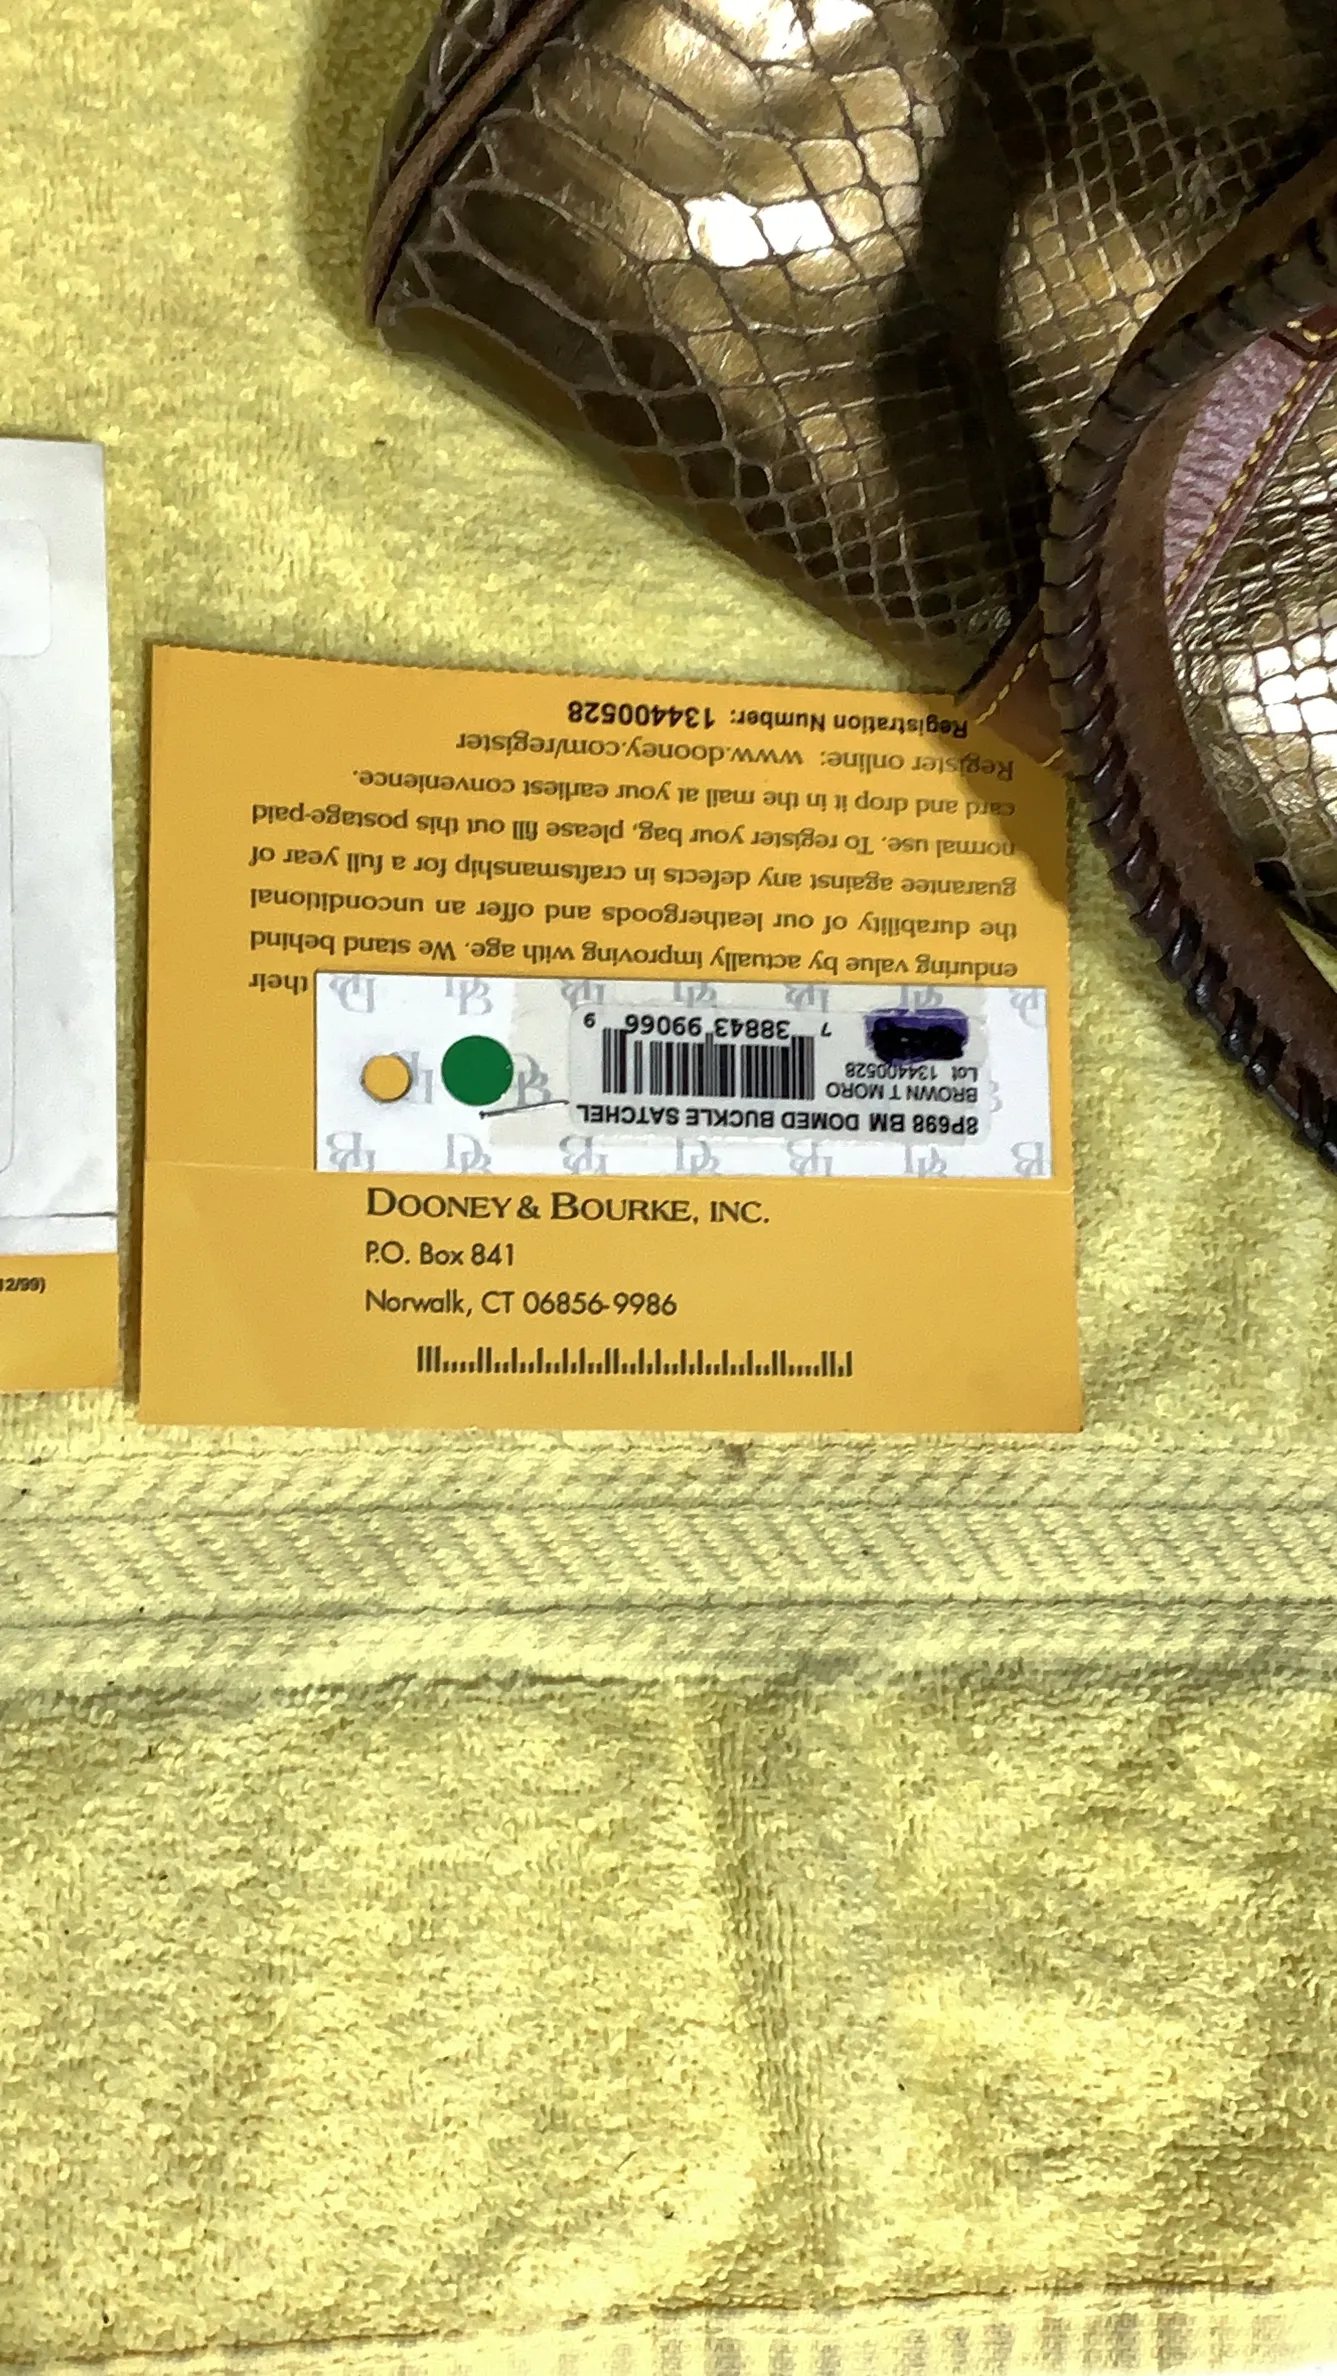 Registration Number: 134400528
Register online: www.dooney.com/register
card and drop it in the mail at your earliest convenience.
normal use. To register your bag, please fill out this postage-paid
guarantee against any defects in craftsmanship for a full year of
the durability of our leathergoods and offer an unconditional
enduring value by actually improving with age. We stand behind
their
8P698 BM DOMED BUCKLE SATCHEL
BROWN T MORO
Lot 134400528
7 38843 99066 9
DOONEY & BOURKE, INC.
P.O. Box 841
Norwalk, CT 06856-9986
12/99)